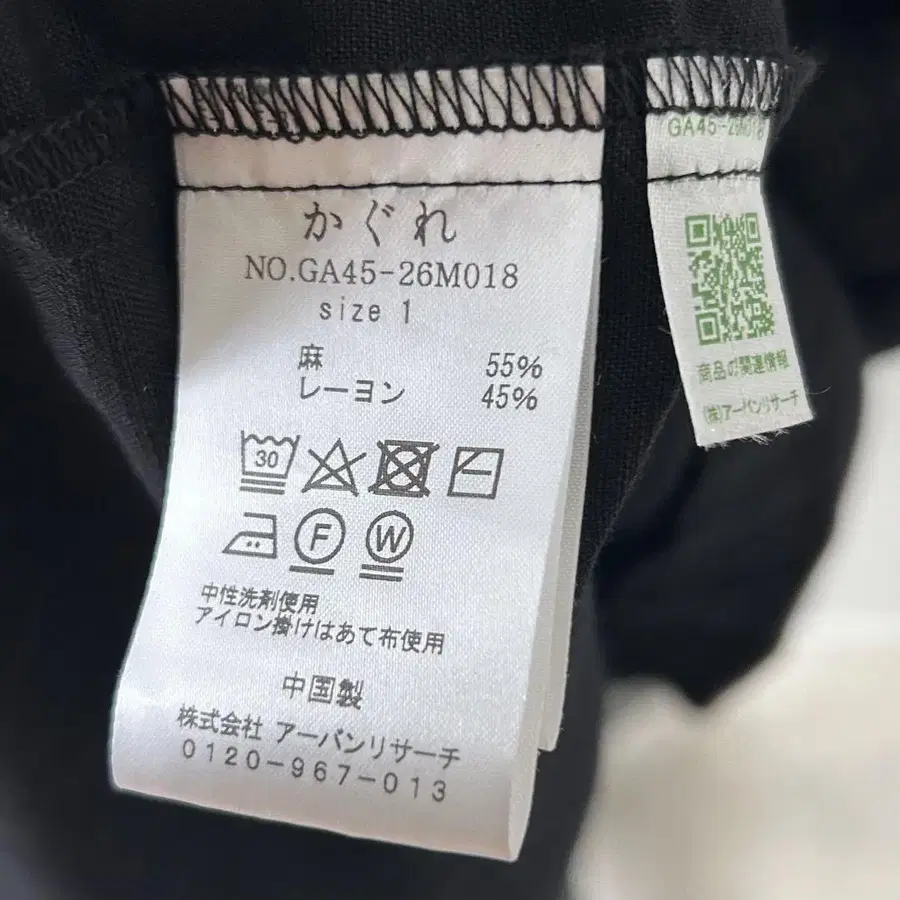 かぐれ
NO.GA45-26M018
size 1
麻 55%
レーヨン 45%
30
F
W
中性洗剤使用
アイロン掛けはあて布使用
中国製
株式会社 アーバンリサーチ
0120-967-013
GA45-26M018
商品の関連情報
(株)アーバンリサーチ